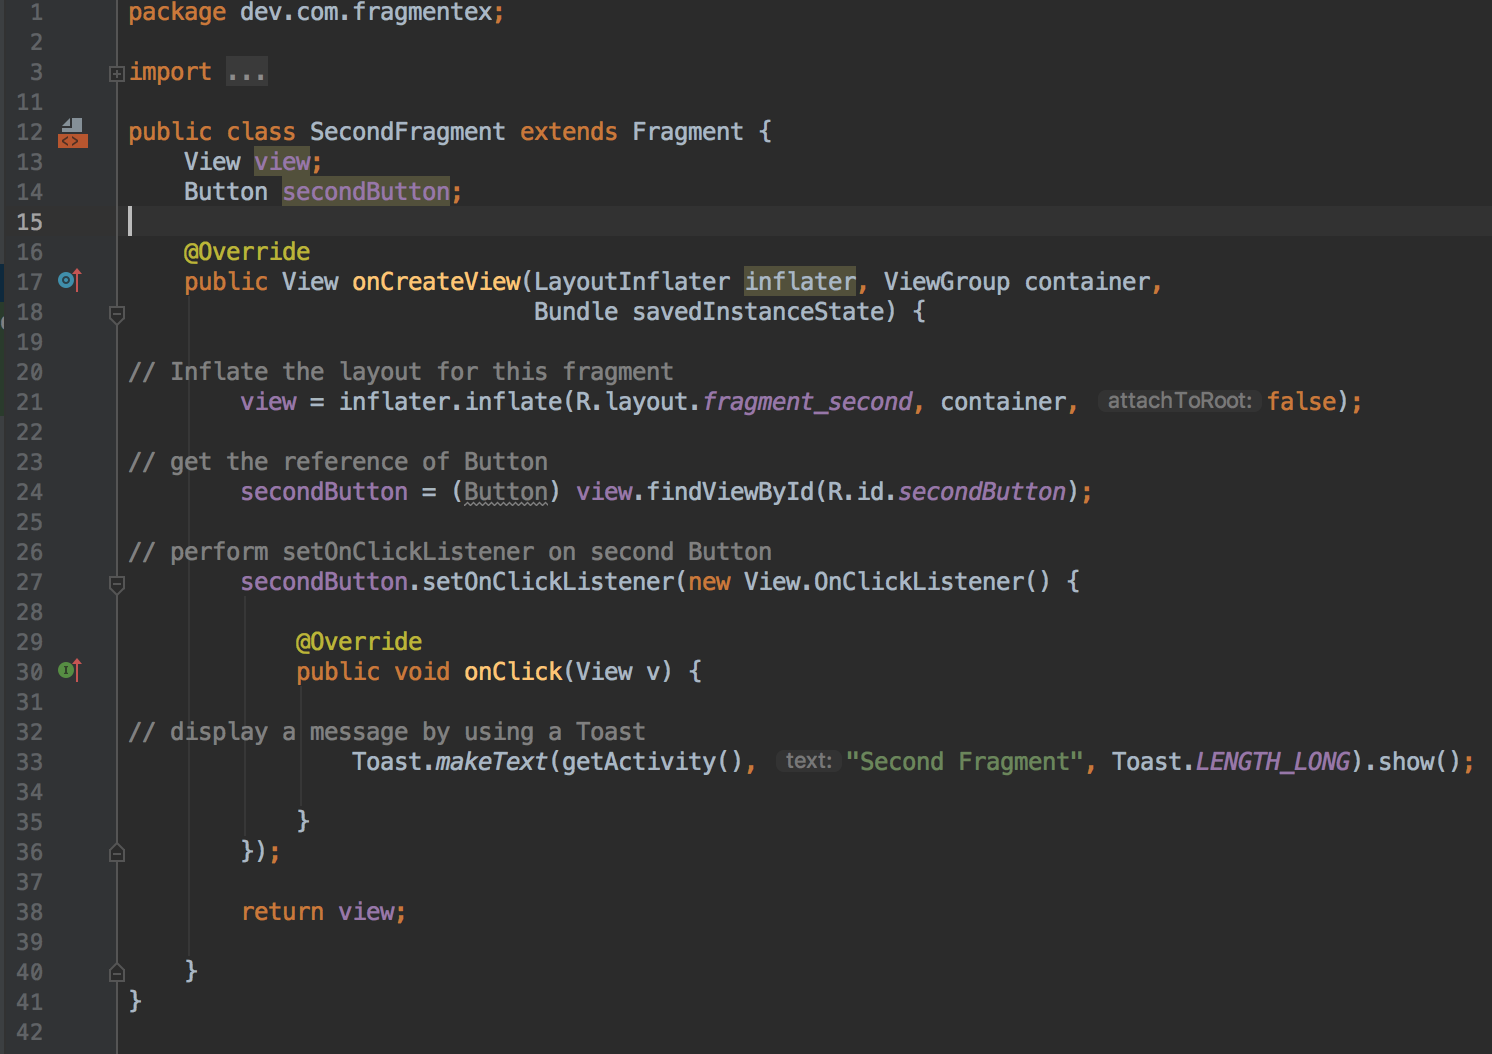 1 package dev.com.fragmentex;
2
3 import ...
11
12 public class SecondFragment extends Fragment {
13     View view;
14     Button secondButton;
15
16     @Override
17     public View onCreateView(LayoutInflater inflater, ViewGroup container,
18                              Bundle savedInstanceState) {
19
20 // Inflate the layout for this fragment
21         view = inflater.inflate(R.layout.fragment_second, container, attachToRoot: false);
22
23 // get the reference of Button
24         secondButton = (Button) view.findViewById(R.id.secondButton);
25
26 // perform setOnClickListener on second Button
27         secondButton.setOnClickListener(new View.OnClickListener() {
28
29             @Override
30             public void onClick(View v) {
31
32 // display a message by using a Toast
33                 Toast.makeText(getActivity(), text: "Second Fragment", Toast.LENGTH_LONG).show();
34
35             }
36         });
37
38         return view;
39
40     }
41 }
42